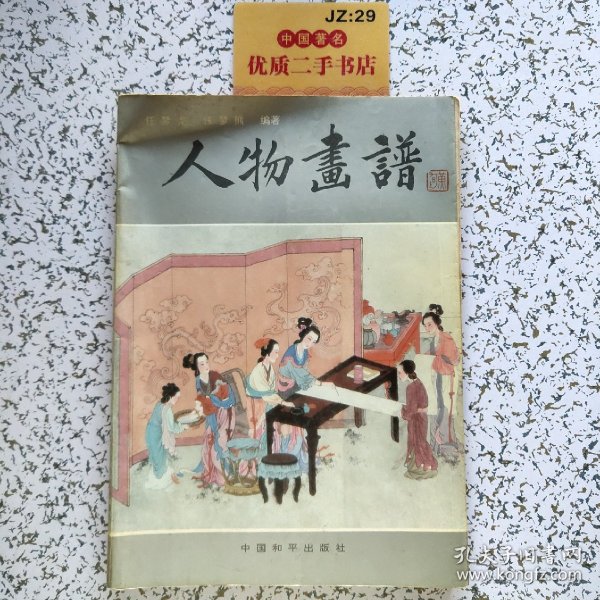 JZ:29
中国著名
优质二手书店
编著
人物畫譜
中国和平出版社
孔夫子旧书网
www.kongfz.com